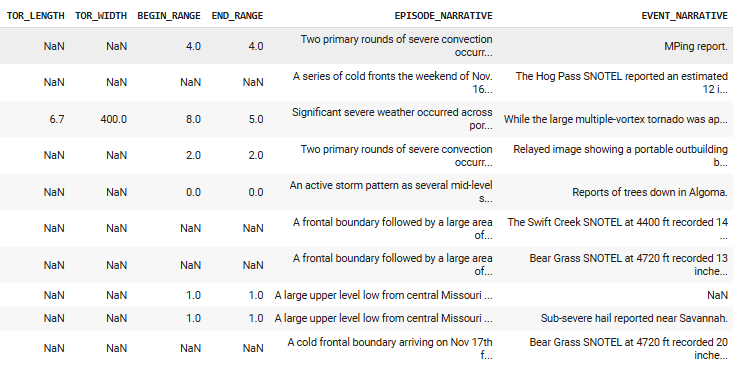 TOR_LENGTH TOR_WIDTH BEGIN_RANGE END_RANGE EPISODE_NARRATIVE EVENT_NARRATIVE
NaN NaN 4.0 4.0 Two primary rounds of severe convection occurr... MPing report.
NaN NaN NaN NaN A series of cold fronts the weekend of Nov. 16... The Hog Pass SNOTEL reported an estimated 12 i...
6.7 400.0 8.0 5.0 Significant severe weather occurred across por... While the large multiple-vortex tornado was ap...
NaN NaN 2.0 2.0 Two primary rounds of severe convection occurr... Relayed image showing a portable outbuilding b...
NaN NaN 0.0 0.0 An active storm pattern as several mid-level s... Reports of trees down in Algoma.
NaN NaN NaN NaN A frontal boundary followed by a large area of... The Swift Creek SNOTEL at 4400 ft recorded 14 ...
NaN NaN NaN NaN A frontal boundary followed by a large area of... Bear Grass SNOTEL at 4720 ft recorded 13 inche...
NaN NaN 1.0 1.0 A large upper level low from central Missouri ... NaN
NaN NaN 1.0 1.0 A large upper level low from central Missouri ... Sub-severe hail reported near Savannah.
NaN NaN NaN NaN A cold frontal boundary arriving on Nov 17th f... Bear Grass SNOTEL at 4720 ft recorded 20 inche...